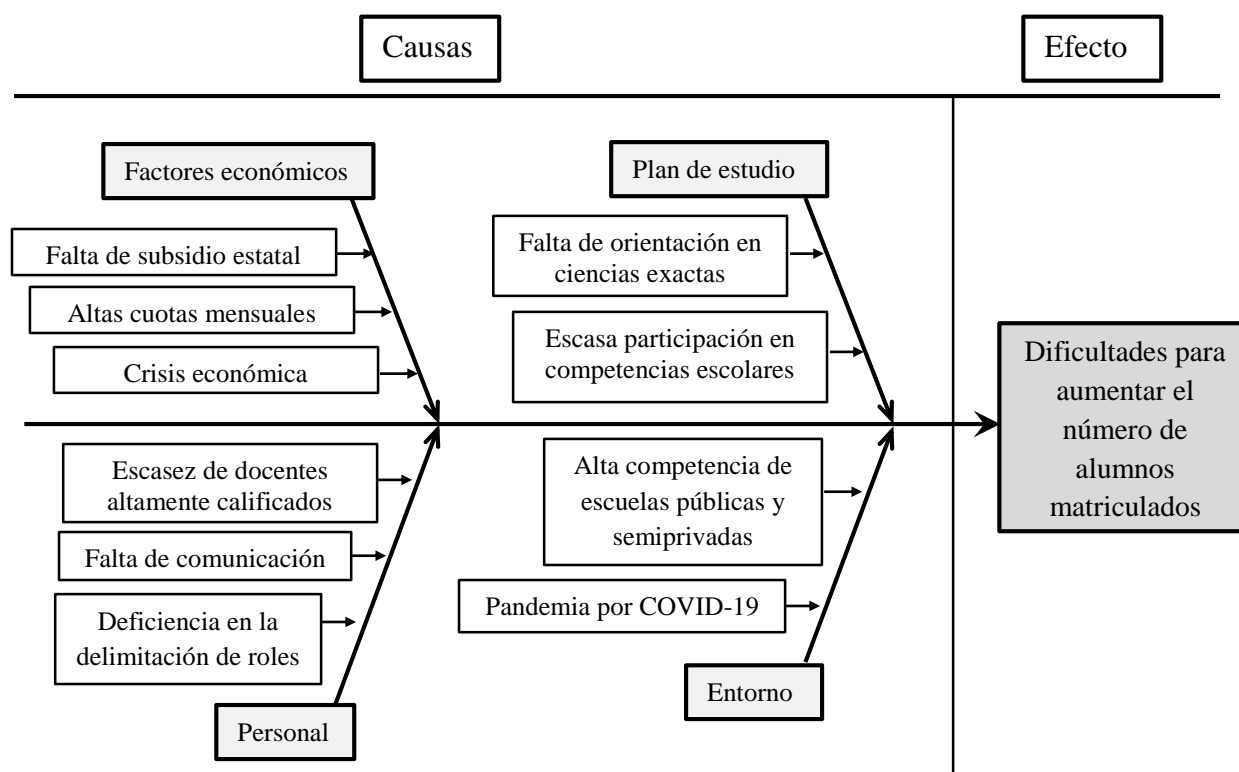 Causas
Efecto
Factores económicos
Plan de estudio
Falta de subsidio estatal
Altas cuotas mensuales
Crisis económica
Falta de orientación en
ciencias exactas
Escasa participación en
competencias escolares
Dificultades para
aumentar el
número de
alumnos
matriculados
Escasez de docentes
altamente calificados
Falta de comunicación
Deficiencia en la
delimitación de roles
Alta competencia de
escuelas públicas y
semiprivadas
Pandemia por COVID-19
Personal
Entorno